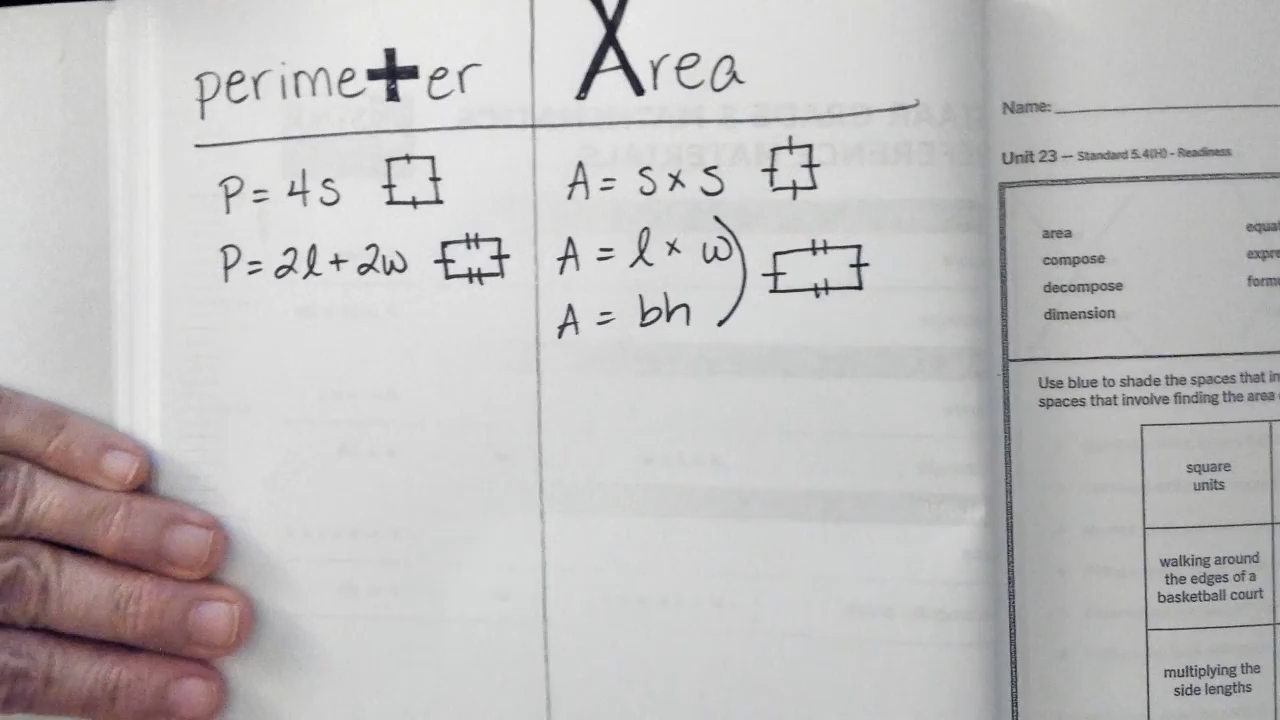 perimeter
Area
P = 4s
A = s x s
P = 2l + 2w
A = l x w
A = bh
Name:
Unit 23 – Standard 5.4(H) - Readiness
area
compose
decompose
dimension
Use blue to shade the spaces that
spaces that involve finding the area
square
units
walking around
the edges of a
basketball court
multiplying the
side lengths